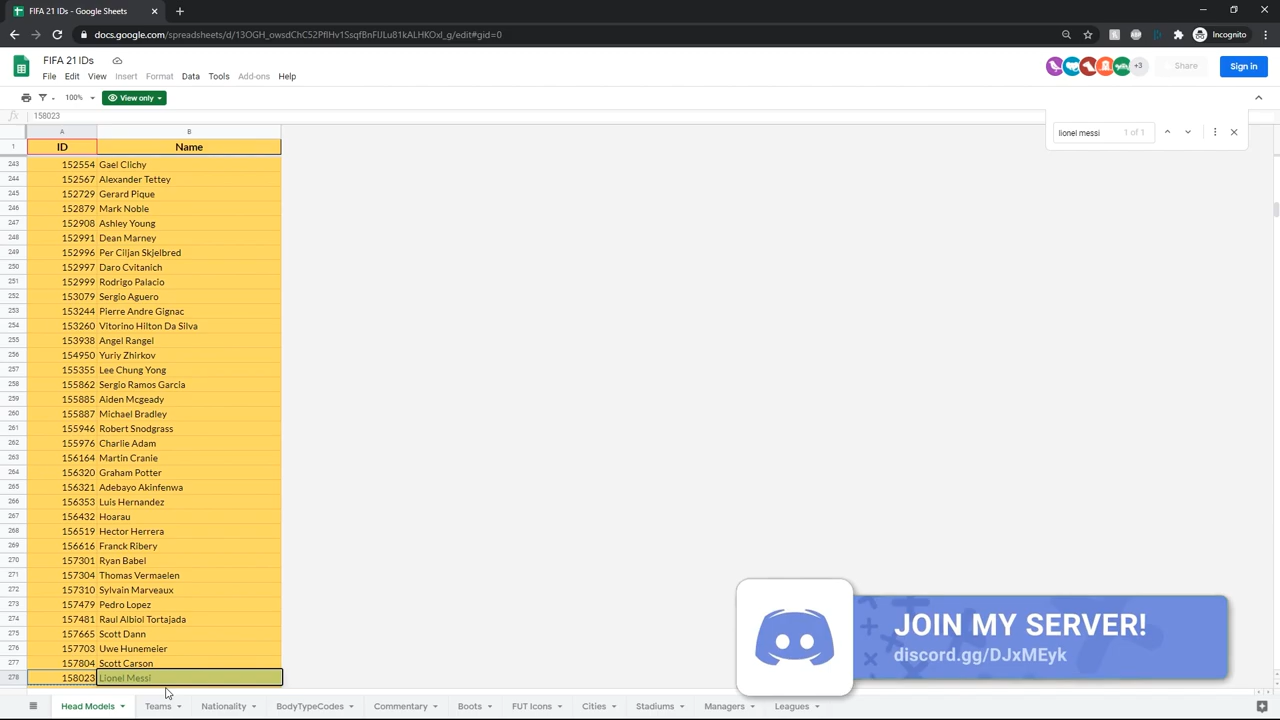 FIFA 21 IDs - Google Sheets
docs.google.com/spreadsheets/d/13OGH_owsdChC52PflHv1SsqfBnFlJLu81kALHKOxl_g/edit#gid=0
Incognito
FIFA 21 IDs
File Edit View Insert Format Data Tools Add-ons Help
+3
Share
Sign in
100%
View only
fx 158023
lionel messi 1 of 1
A B
1 ID Name
243 152554 Gael Clichy
244 152567 Alexander Tettey
245 152729 Gerard Pique
246 152879 Mark Noble
247 152908 Ashley Young
248 152991 Dean Marney
249 152996 Per Ciljan Skjelbred
250 152997 Daro Cvitanich
251 152999 Rodrigo Palacio
252 153079 Sergio Aguero
253 153244 Pierre Andre Gignac
254 153260 Vitorino Hilton Da Silva
255 153938 Angel Rangel
256 154950 Yuriy Zhirkov
257 155355 Lee Chung Yong
258 155862 Sergio Ramos Garcia
259 155885 Aiden Mcgeady
260 155887 Michael Bradley
261 155946 Robert Snodgrass
262 155976 Charlie Adam
263 156164 Martin Cranie
264 156320 Graham Potter
265 156321 Adebayo Akinfenwa
266 156353 Luis Hernandez
267 156432 Hoarau
268 156519 Hector Herrera
269 156616 Franck Ribery
270 157301 Ryan Babel
271 157304 Thomas Vermaelen
272 157310 Sylvain Marveaux
273 157479 Pedro Lopez
274 157481 Raul Albiol Tortajada
275 157665 Scott Dann
276 157703 Uwe Hunemeier
277 157804 Scott Carson
278 158023 Lionel Messi
JOIN MY SERVER!
discord.gg/DJxMEyk
Head Models Teams Nationality BodyTypeCodes Commentary Boots FUT Icons Cities Stadiums Managers Leagues